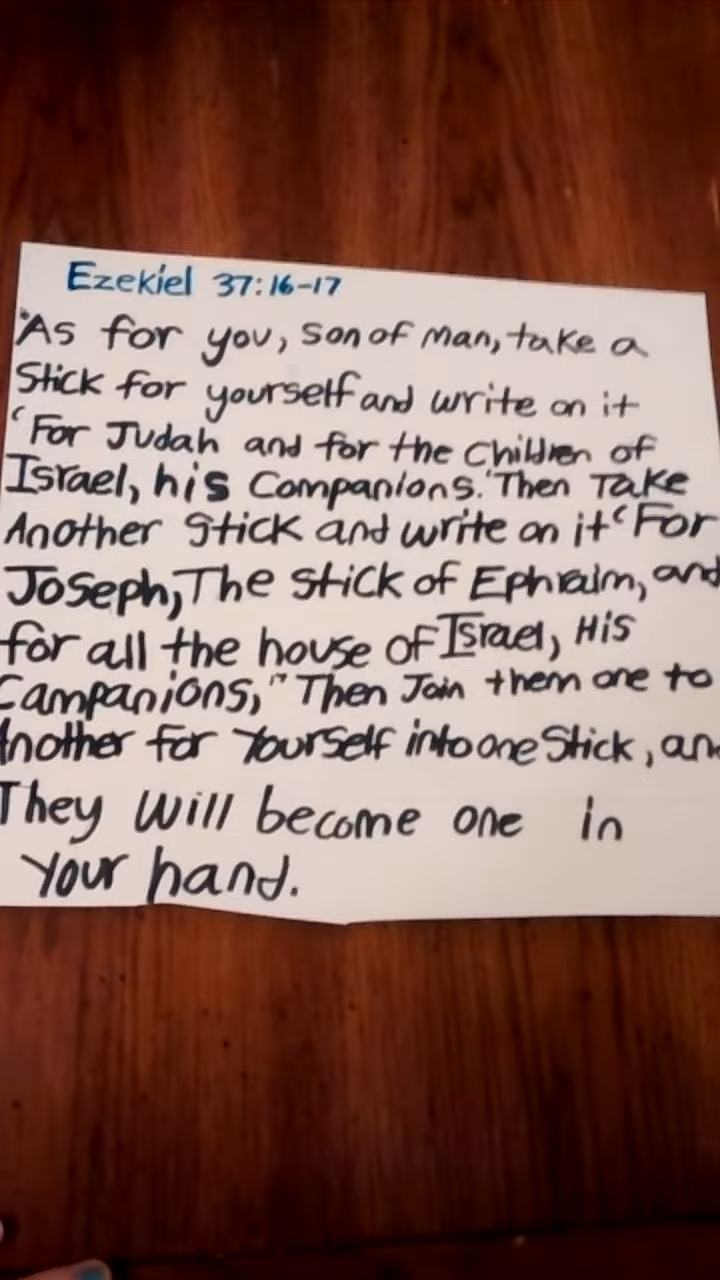 Ezekiel 37:16-17
"As for you, son of man, take a
Stick for yourself and write on it
'For Judah and for the Children of
Israel, his Companions.' Then Take
Another Stick and write on it 'For
Joseph, The stick of Ephraim, and
for all the house of Israel, His
Campanions," Then Join them one to
Another for Yourself into one Stick, an
They will become one in
Your hand.